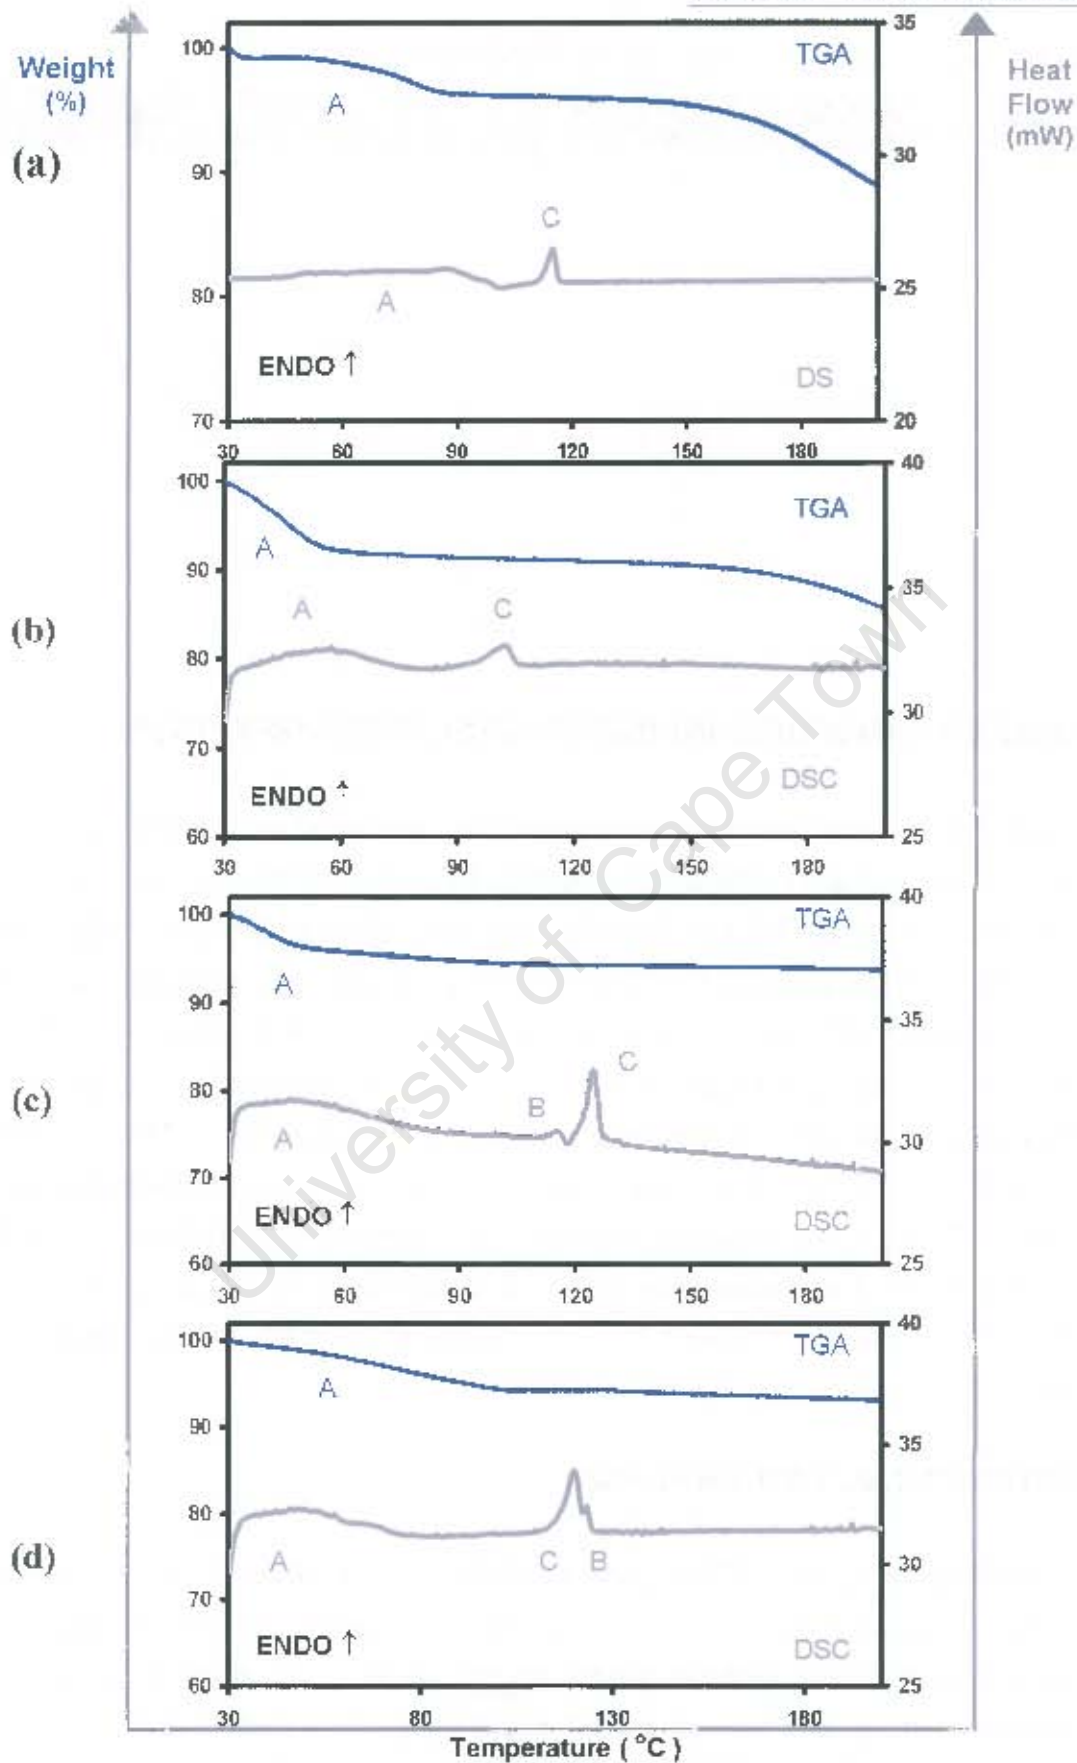 Weight
(%)
Heat
Flow
(mW)
(a)
TGA
A
C
A
ENDO ↑
DS
100
90
80
70
35
30
25
20
30 60 90 120 150 180
(b)
TGA
A
A
C
DSC
ENDO ↑
100
90
80
70
60
40
35
30
25
30 60 90 120 150 180
(c)
TGA
A
C
B
A
DSC
ENDO ↑
100
90
80
70
60
40
35
30
25
30 60 90 120 150 180
(d)
TGA
A
A
C B
ENDO ↑
DSC
100
90
80
70
60
40
35
30
25
30 80 130 180
Temperature ( °C )
University of Cape Town